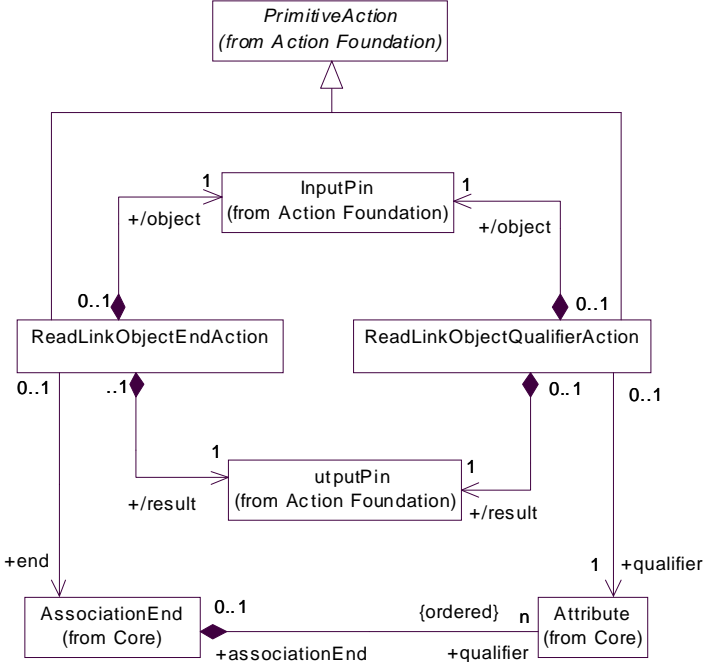 PrimitiveAction
(from Action Foundation)
1
InputPin
(from Action Foundation)
1
+/object
+/object
0..1
0..1
ReadLinkObjectEndAction
ReadLinkObjectQualifierAction
0..1
..1
0..1
0..1
1
utputPin
(from Action Foundation)
1
+/result
+/result
+end
1
+qualifier
AssociationEnd
(from Core)
0..1
{ordered}
n
Attribute
(from Core)
+associationEnd
+qualifier